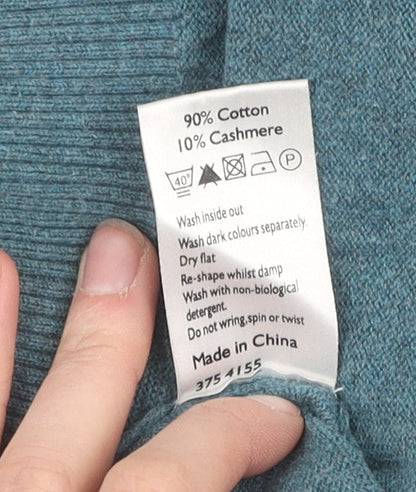 90% Cotton
10% Cashmere
40° P
Wash inside out
Wash dark colours separately.
Dry flat
Re-shape whilst damp
Wash with non-biological
detergent.
Do not wring,spin or twist
Made in China
375 4155